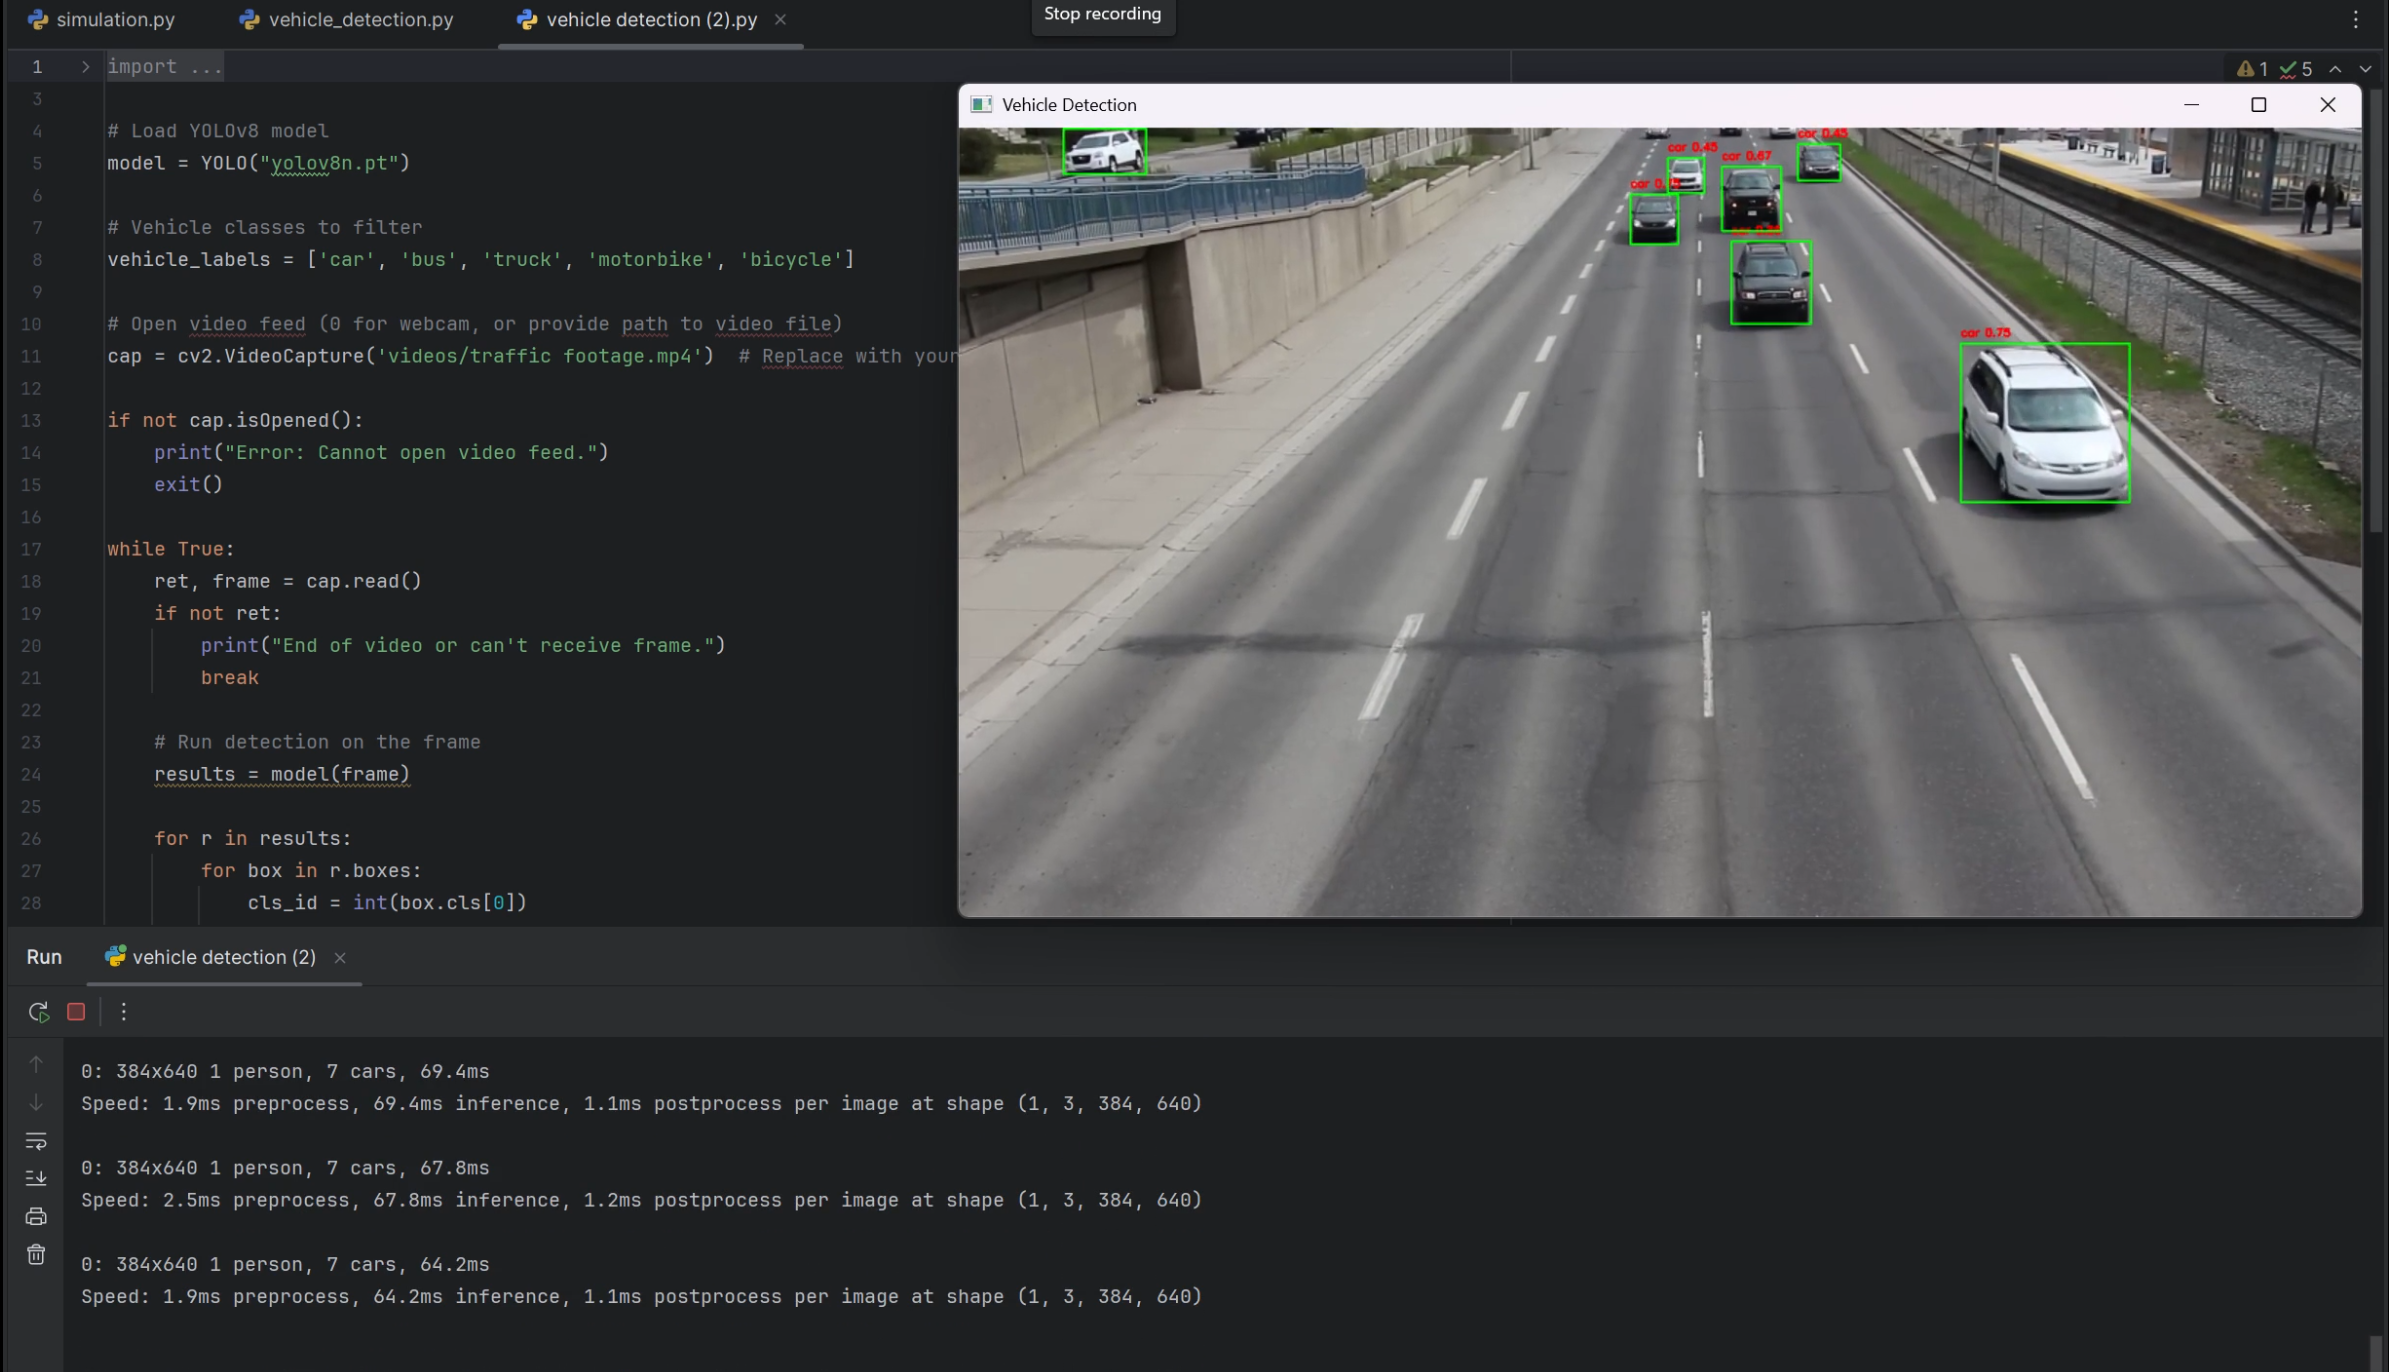 simulation.py
vehicle_detection.py
vehicle detection (2).py
Stop recording
1 import ...
1 5
3
4 # Load YOLOv8 model
5 model = YOLO("yolov8n.pt")
6
7 # Vehicle classes to filter
8 vehicle_labels = ['car', 'bus', 'truck', 'motorbike', 'bicycle']
9
10 # Open video feed (0 for webcam, or provide path to video file)
11 cap = cv2.VideoCapture('videos/traffic footage.mp4')  # Replace with your
12
13 if not cap.isOpened():
14 print("Error: Cannot open video feed.")
15 exit()
16
17 while True:
18 ret, frame = cap.read()
19 if not ret:
20 print("End of video or can't receive frame.")
21 break
22
23 # Run detection on the frame
24 results = model(frame)
25
26 for r in results:
27 for box in r.boxes:
28 cls_id = int(box.cls[0])
Vehicle Detection
car 0.45
car 0.45
car 0.67
car
car 0.75
Run
vehicle detection (2)
0: 384x640 1 person, 7 cars, 69.4ms
Speed: 1.9ms preprocess, 69.4ms inference, 1.1ms postprocess per image at shape (1, 3, 384, 640)
0: 384x640 1 person, 7 cars, 67.8ms
Speed: 2.5ms preprocess, 67.8ms inference, 1.2ms postprocess per image at shape (1, 3, 384, 640)
0: 384x640 1 person, 7 cars, 64.2ms
Speed: 1.9ms preprocess, 64.2ms inference, 1.1ms postprocess per image at shape (1, 3, 384, 640)